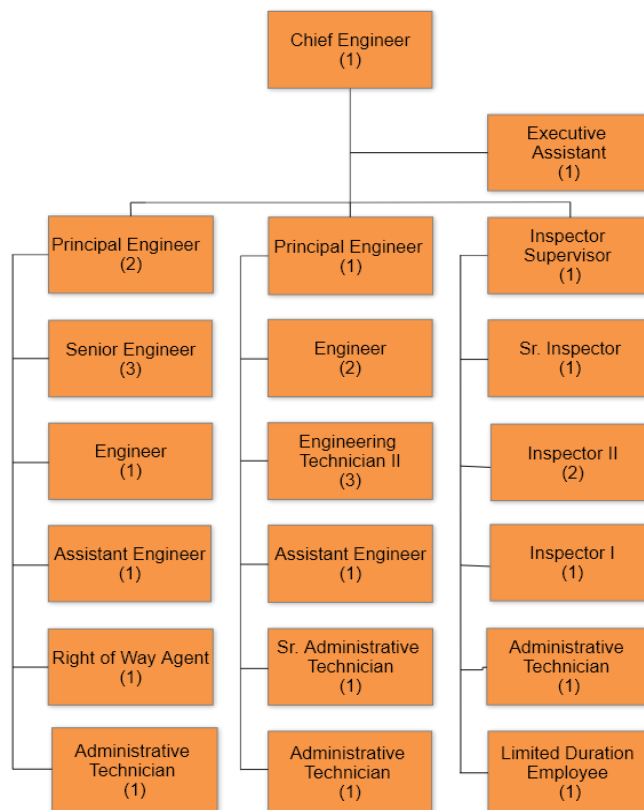 Chief Engineer
(1)
Executive
Assistant
(1)
Principal Engineer
(2)
Principal Engineer
(1)
Inspector
Supervisor
(1)
Senior Engineer
(3)
Engineer
(2)
Sr. Inspector
(1)
Engineer
(1)
Engineering
Technician II
(3)
Inspector II
(2)
Assistant Engineer
(1)
Assistant Engineer
(1)
Inspector I
(1)
Right of Way Agent
(1)
Sr. Administrative
Technician
(1)
Administrative
Technician
(1)
Administrative
Technician
(1)
Administrative
Technician
(1)
Limited Duration
Employee
(1)